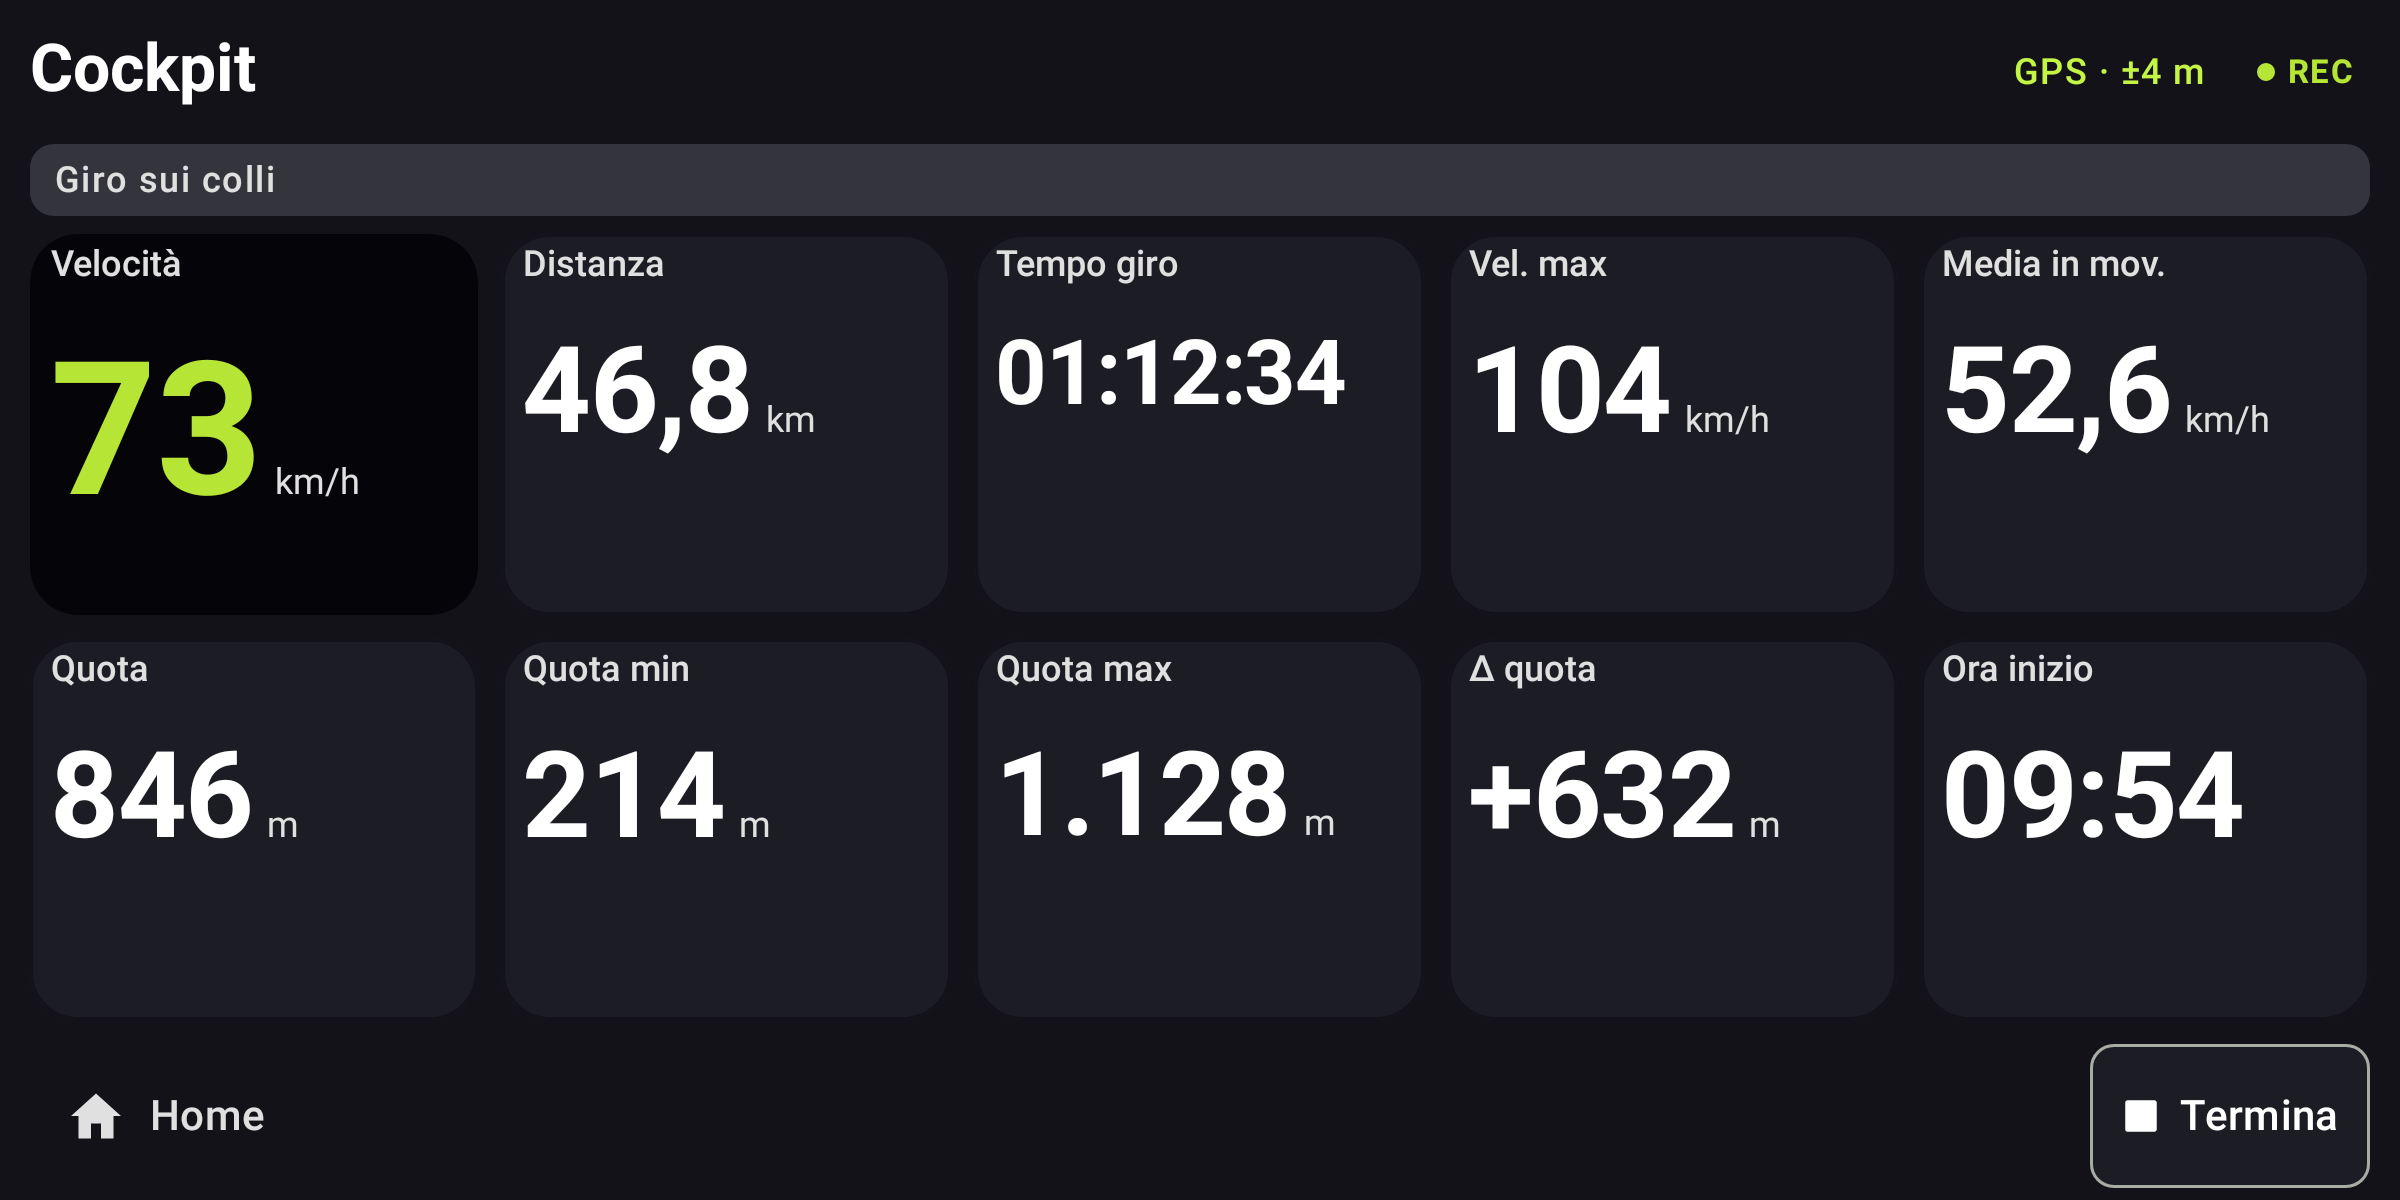 Cockpit
GPS · ±4 m
REC
Giro sui colli
Velocità
73 km/h
Distanza
46,8 km
Tempo giro
01:12:34
Vel. max
104 km/h
Media in mov.
52,6 km/h
Quota
846 m
Quota min
214 m
Quota max
1.128 m
Δ quota
+632 m
Ora inizio
09:54
Home
Termina